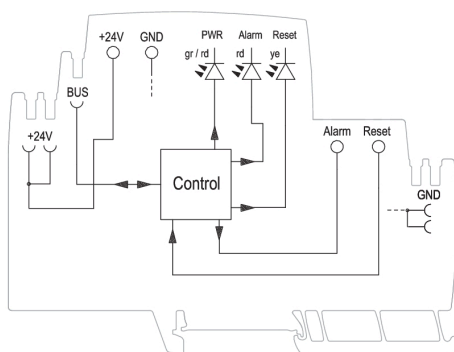 +24V GND PWR Alarm Reset
gr / rd rd ye
BUS
+24V Alarm Reset
Control
GND